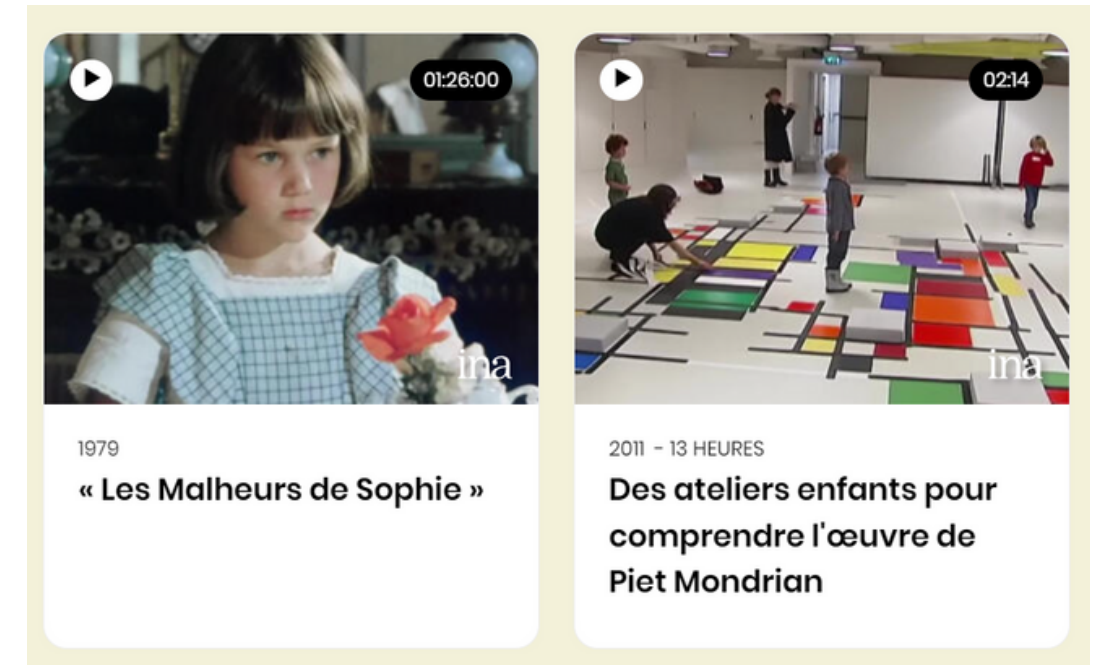 01:26:00
ina
1979
« Les Malheurs de Sophie »
02:14
ina
2011 - 13 HEURES
Des ateliers enfants pour
comprendre l'œuvre de
Piet Mondrian